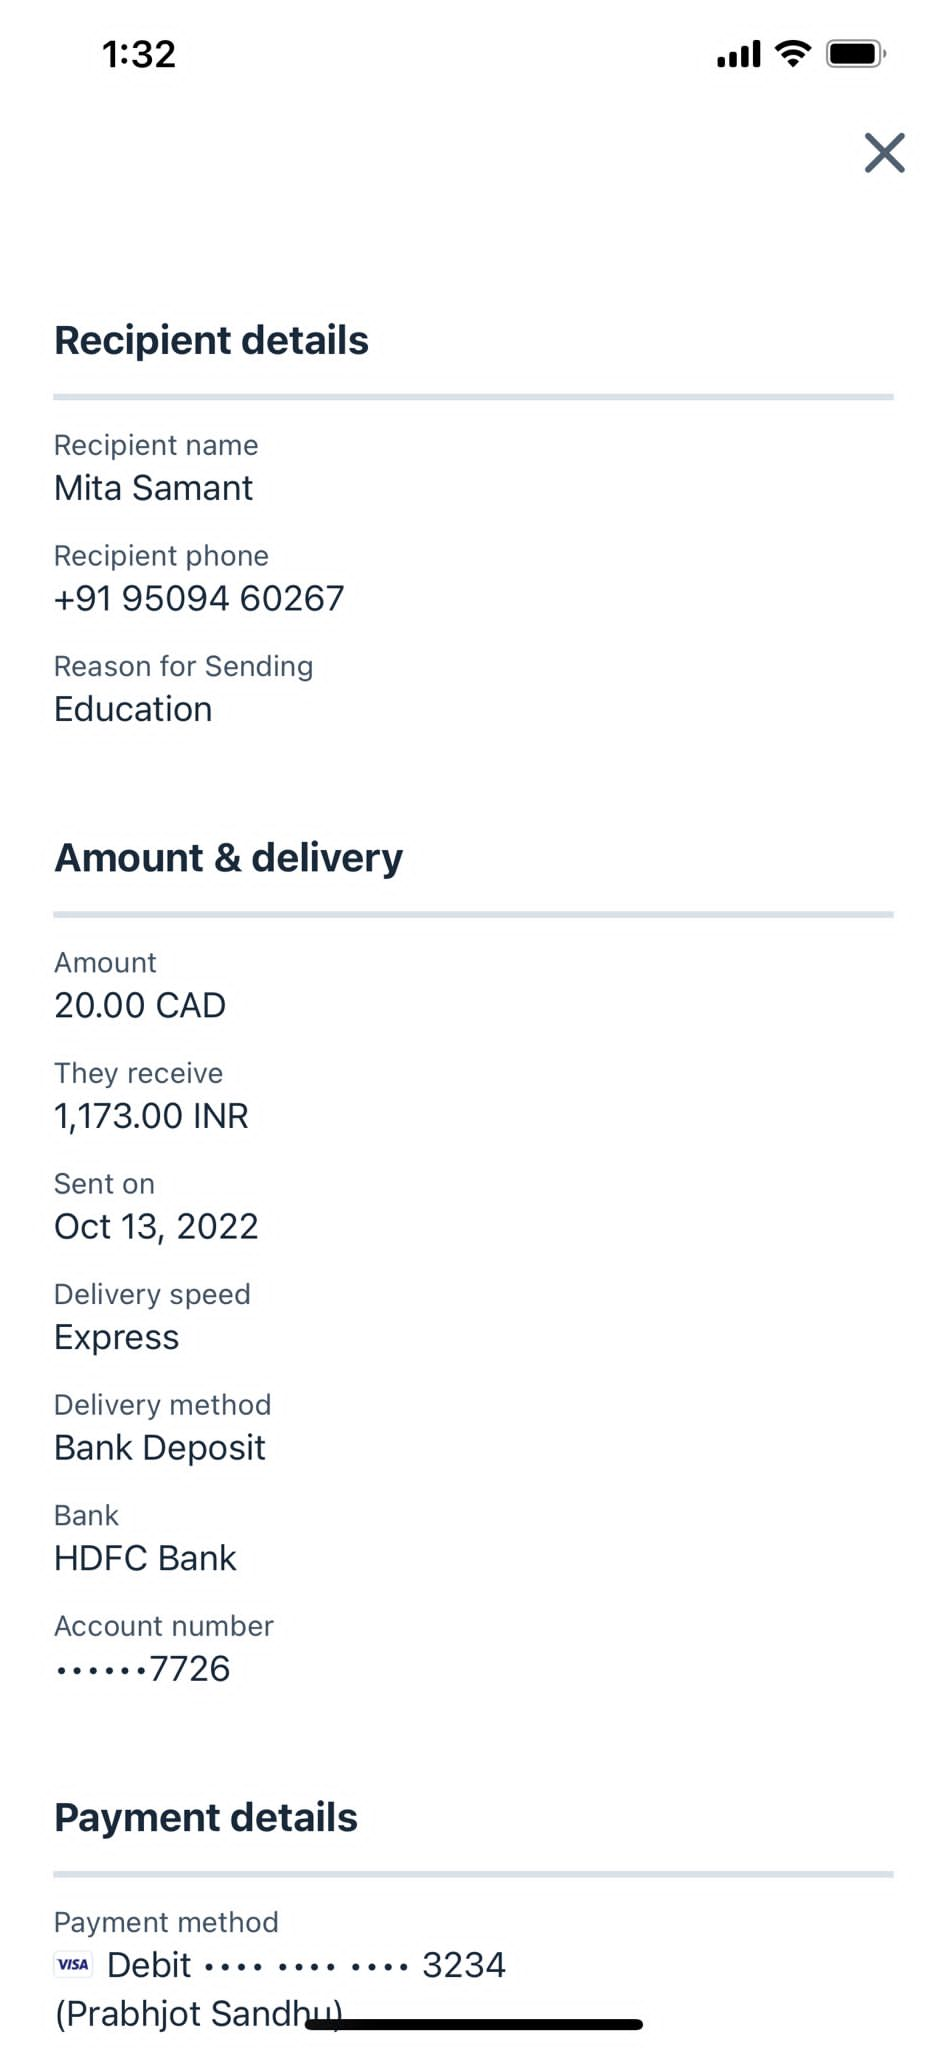 1:32
Recipient details
Recipient name
Mita Samant
Recipient phone
+91 95094 60267
Reason for Sending
Education
Amount & delivery
Amount
20.00 CAD
They receive
1,173.00 INR
Sent on
Oct 13, 2022
Delivery speed
Express
Delivery method
Bank Deposit
Bank
HDFC Bank
Account number
••••••7726
Payment details
Payment method
VISA Debit •••• •••• •••• 3234
(Prabhjot Sandhu)